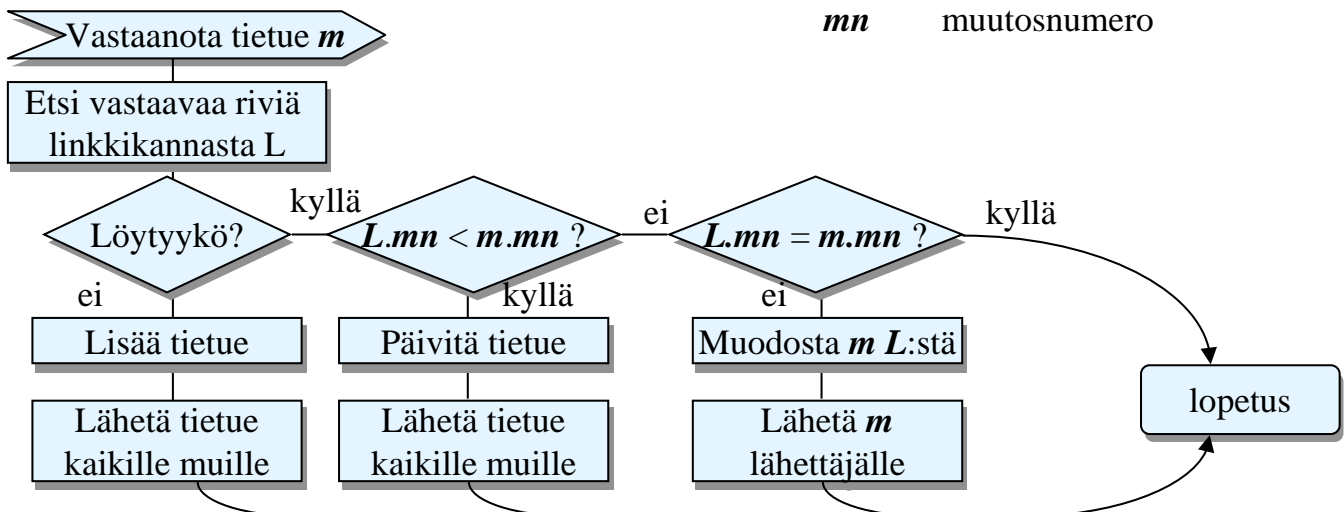 mn muutosnumero
Vastaanota tietue m
Etsi vastaavaa riviä
linkkikannasta L
Löytyykö?
kyllä
L.mn < m.mn ?
ei
L.mn = m.mn ?
kyllä
ei
kyllä
ei
Lisää tietue
Päivitä tietue
Muodosta m L:stä
Lähetä tietue
kaikille muille
Lähetä tietue
kaikille muille
Lähetä m
lähettäjälle
lopetus